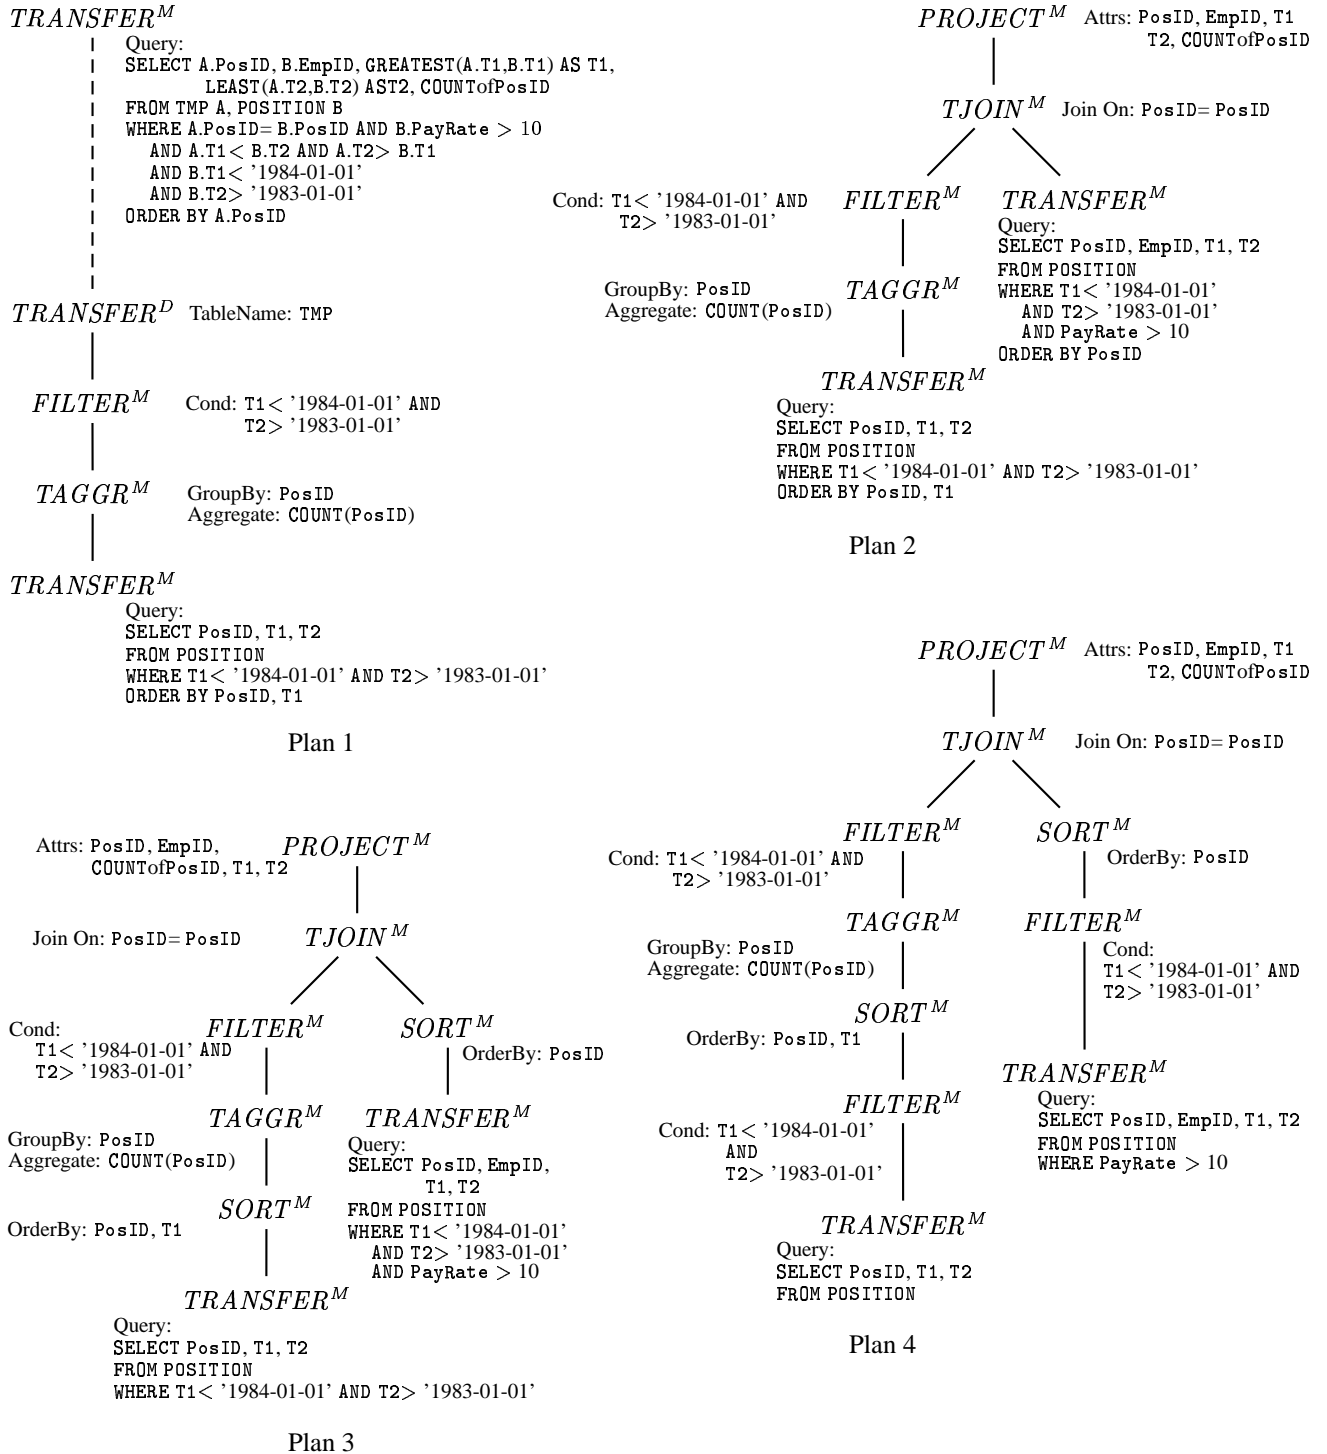 TRANSFER^M
Query:
SELECT A.PosID, B.EmpID, GREATEST(A.T1,B.T1) AS T1,
LEAST(A.T2,B.T2) AST2, COUNTofPosID
FROM TMP A, POSITION B
WHERE A.PosID= B.PosID AND B.PayRate > 10
AND A.T1< B.T2 AND A.T2> B.T1
AND B.T1< '1984-01-01'
AND B.T2> '1983-01-01'
ORDER BY A.PosID
TRANSFER^D TableName: TMP
FILTER^M Cond: T1< '1984-01-01' AND
T2> '1983-01-01'
TAGGR^M GroupBy: PosID
Aggregate: COUNT(PosID)
TRANSFER^M
Query:
SELECT PosID, T1, T2
FROM POSITION
WHERE T1< '1984-01-01' AND T2> '1983-01-01'
ORDER BY PosID, T1
Plan 1
PROJECT^M Attrs: PosID, EmpID, T1
T2, COUNTofPosID
TJOIN^M Join On: PosID= PosID
Cond: T1< '1984-01-01' AND
T2> '1983-01-01'
FILTER^M
GroupBy: PosID
Aggregate: COUNT(PosID)
TAGGR^M
TRANSFER^M
Query:
SELECT PosID, T1, T2
FROM POSITION
WHERE T1< '1984-01-01' AND T2> '1983-01-01'
ORDER BY PosID, T1
TRANSFER^M
Query:
SELECT PosID, EmpID, T1, T2
FROM POSITION
WHERE T1< '1984-01-01'
AND T2> '1983-01-01'
AND PayRate > 10
ORDER BY PosID
Plan 2
Attrs: PosID, EmpID,
COUNTofPosID, T1, T2
PROJECT^M
Join On: PosID= PosID TJOIN^M
Cond:
T1< '1984-01-01' AND
T2> '1983-01-01'
FILTER^M
GroupBy: PosID
Aggregate: COUNT(PosID)
TAGGR^M
OrderBy: PosID, T1
SORT^M
TRANSFER^M
Query:
SELECT PosID, T1, T2
FROM POSITION
WHERE T1< '1984-01-01' AND T2> '1983-01-01'
SORT^M
OrderBy: PosID
TRANSFER^M
Query:
SELECT PosID, EmpID,
T1, T2
FROM POSITION
WHERE T1< '1984-01-01'
AND T2> '1983-01-01'
AND PayRate > 10
Plan 3
PROJECT^M Attrs: PosID, EmpID, T1
T2, COUNTofPosID
TJOIN^M Join On: PosID= PosID
FILTER^M
Cond: T1< '1984-01-01' AND
T2> '1983-01-01'
TAGGR^M
GroupBy: PosID
Aggregate: COUNT(PosID)
SORT^M
OrderBy: PosID, T1
FILTER^M
Cond: T1< '1984-01-01'
AND
T2> '1983-01-01'
TRANSFER^M
Query:
SELECT PosID, T1, T2
FROM POSITION
SORT^M
OrderBy: PosID
FILTER^M
Cond:
T1< '1984-01-01' AND
T2> '1983-01-01'
TRANSFER^M
Query:
SELECT PosID, EmpID, T1, T2
FROM POSITION
WHERE PayRate > 10
Plan 4